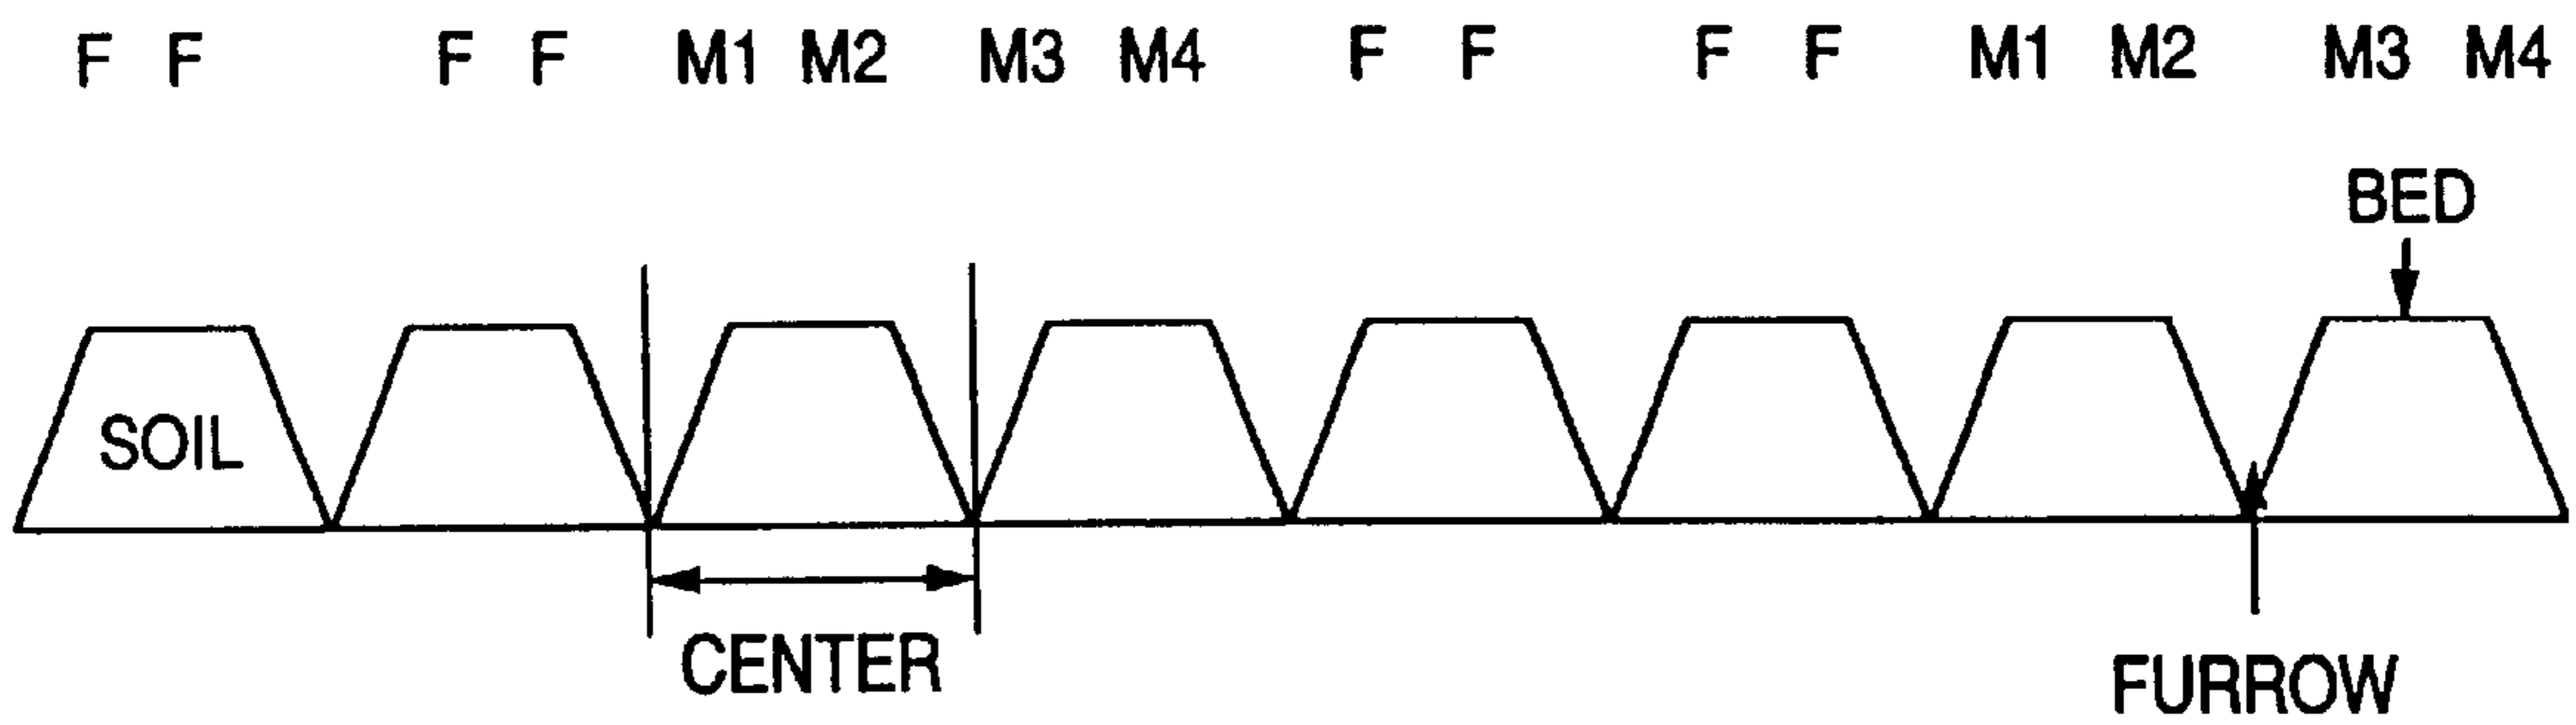 F F F F M1 M2 M3 M4 F F F F M1 M2 M3 M4
BED
SOIL
CENTER
FURROW